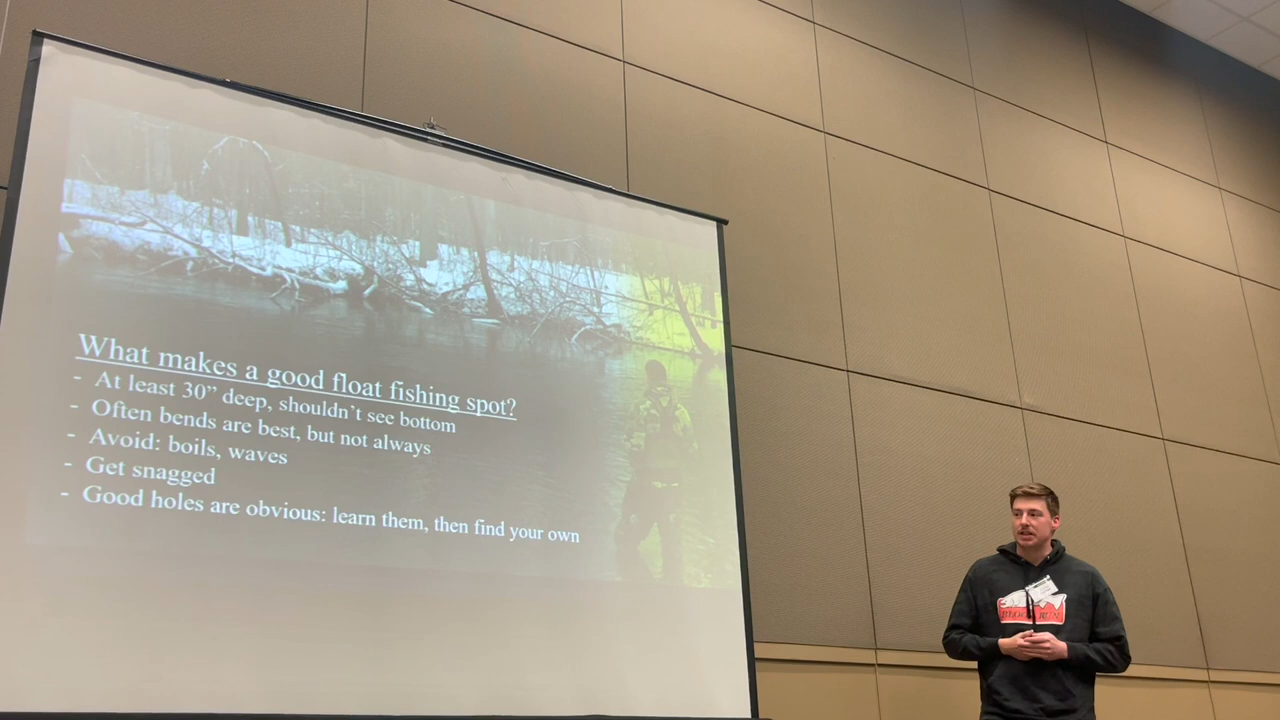 What makes a good float fishing spot?
- At least 30” deep, shouldn’t see bottom
- Often bends are best, but not always
- Avoid: boils, waves
- Get snagged
- Good holes are obvious: learn them, then find your own